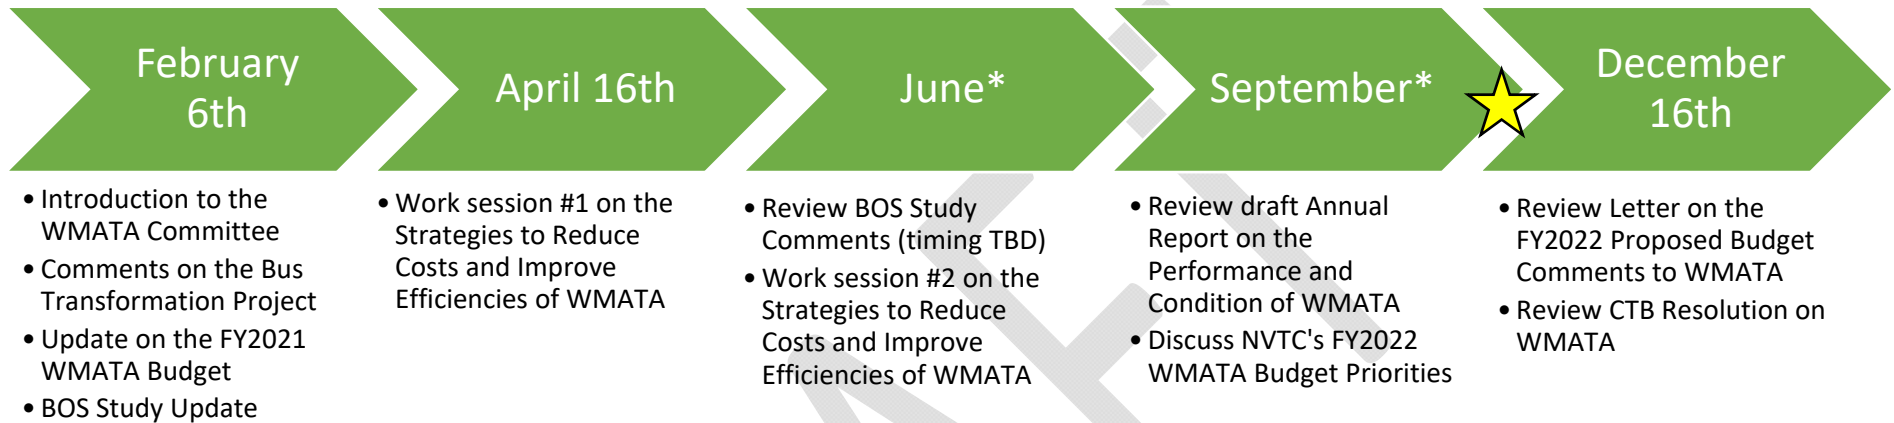 February
6th
• Introduction to the
WMATA Committee
• Comments on the Bus
Transformation Project
• Update on the FY2021
WMATA Budget
• BOS Study Update
April 16th
• Work session #1 on the
Strategies to Reduce
Costs and Improve
Efficiencies of WMATA
June*
• Review BOS Study
Comments (timing TBD)
• Work session #2 on the
Strategies to Reduce
Costs and Improve
Efficiencies of WMATA
September*
• Review draft Annual
Report on the
Performance and
Condition of WMATA
• Discuss NVTC's FY2022
WMATA Budget Priorities
December
16th
• Review Letter on the
FY2022 Proposed Budget
Comments to WMATA
• Review CTB Resolution on
WMATA